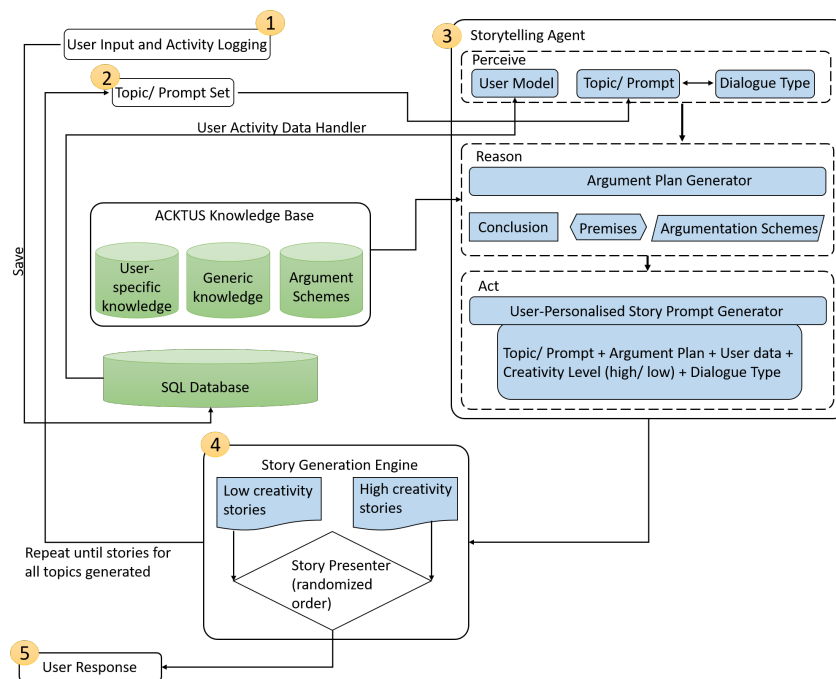 1
User Input and Activity Logging
2
Topic/ Prompt Set
User Activity Data Handler
Save
ACKTUS Knowledge Base
User-
specific
knowledge
Generic
knowledge
Argument
Schemes
SQL Database
3
Storytelling Agent
Perceive
User Model
Topic/ Prompt
Dialogue Type
Reason
Argument Plan Generator
Conclusion
Premises
Argumentation Schemes
Act
User-Personalised Story Prompt Generator
Topic/ Prompt + Argument Plan + User data +
Creativity Level (high/ low) + Dialogue Type
4
Story Generation Engine
Low creativity
stories
High creativity
stories
Story Presenter
(randomized
order)
Repeat until stories for
all topics generated
5
User Response